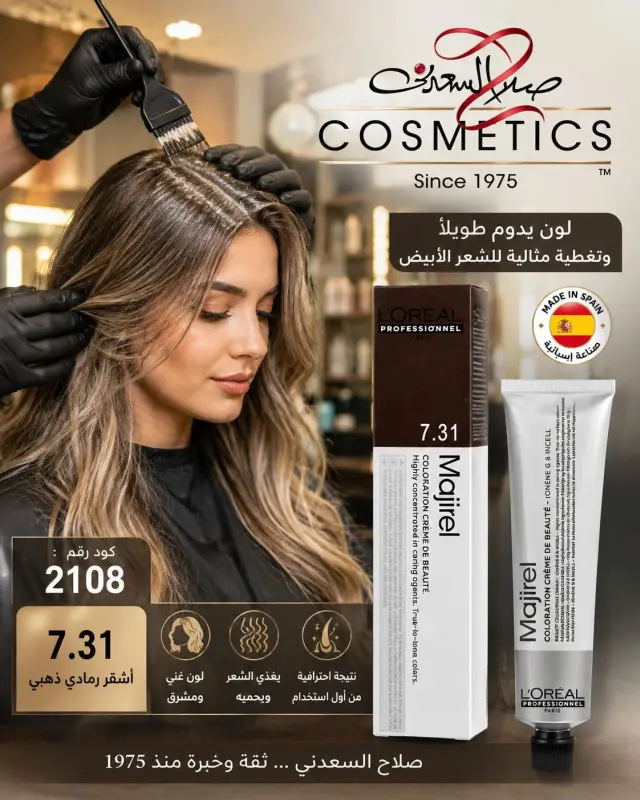 صلاح السعدني
COSMETICS
TM
Since 1975
لون يدوم طويلاً
وتغطية مثالية للشعر الأبيض
MADE IN SPAIN
صناعة إسبانية
L'ORÉAL
PROFESSIONNEL
PARIS
7.31
Majirel
COLORATION CRÈME DE BEAUTÉ
Highly concentrated in caring agents. True-to-tone colors.
Majirel
COLORATION CRÈME DE BEAUTÉ - IONÈNE G & INCELL
L'ORÉAL
PROFESSIONNEL
PARIS
كود رقم :
2108
7.31
أشقر رمادي ذهبي
لون غني
ومشرق
يغذي الشعر
ويحميه
نتيجة احترافية
من أول استخدام
صلاح السعدني ... ثقة وخبرة منذ 1975